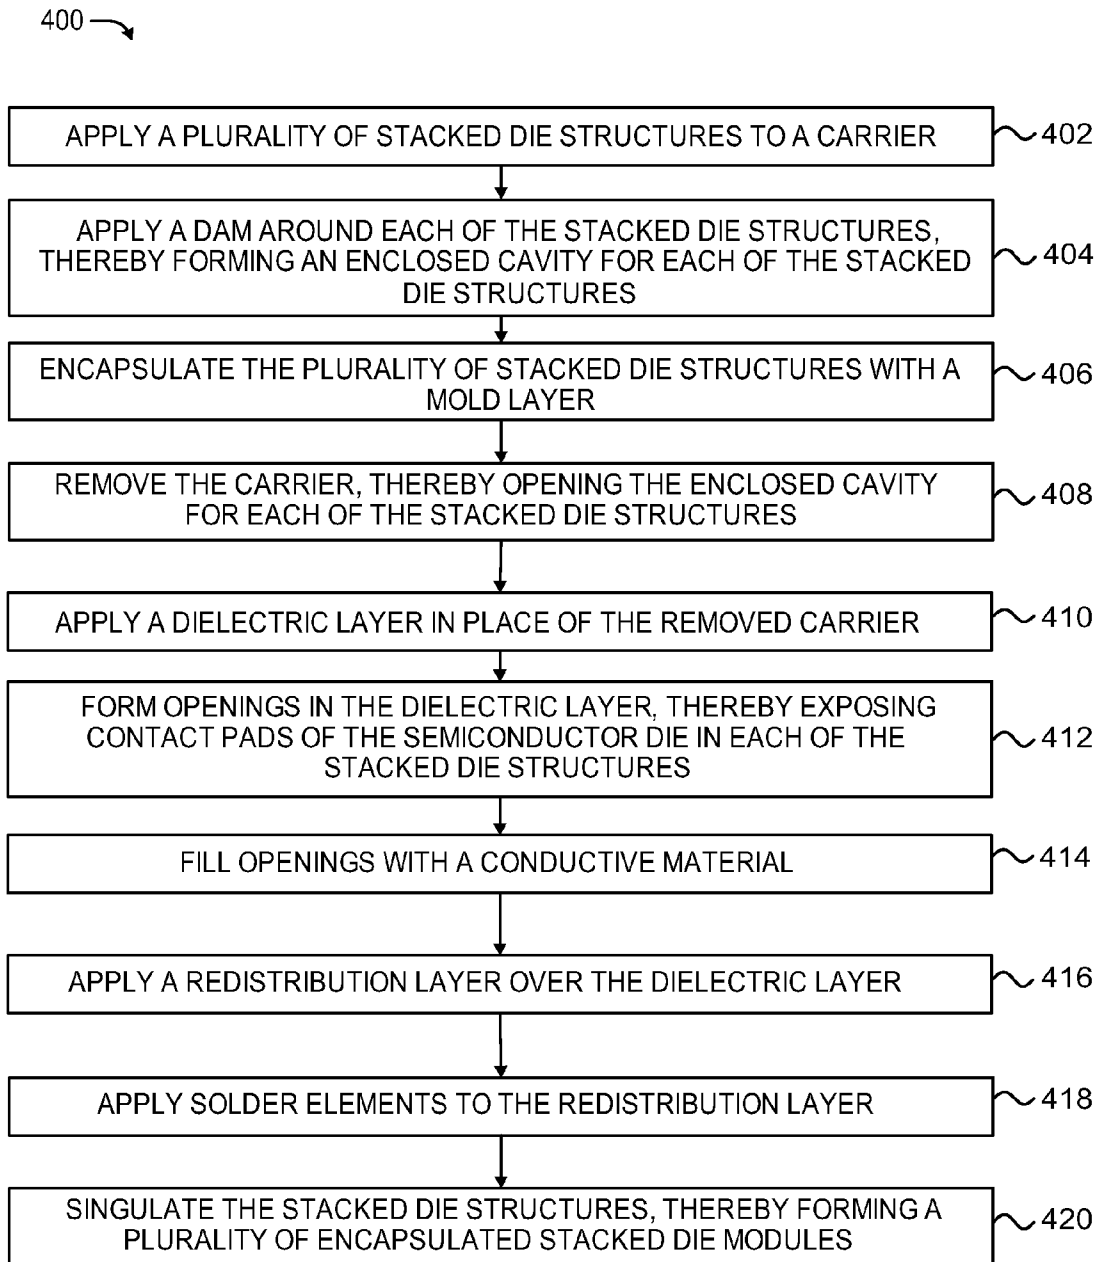 400
APPLY A PLURALITY OF STACKED DIE STRUCTURES TO A CARRIER
402
APPLY A DAM AROUND EACH OF THE STACKED DIE STRUCTURES,
THEREBY FORMING AN ENCLOSED CAVITY FOR EACH OF THE STACKED
DIE STRUCTURES
404
ENCAPSULATE THE PLURALITY OF STACKED DIE STRUCTURES WITH A
MOLD LAYER
406
REMOVE THE CARRIER, THEREBY OPENING THE ENCLOSED CAVITY
FOR EACH OF THE STACKED DIE STRUCTURES
408
APPLY A DIELECTRIC LAYER IN PLACE OF THE REMOVED CARRIER
410
FORM OPENINGS IN THE DIELECTRIC LAYER, THEREBY EXPOSING
CONTACT PADS OF THE SEMICONDUCTOR DIE IN EACH OF THE
STACKED DIE STRUCTURES
412
FILL OPENINGS WITH A CONDUCTIVE MATERIAL
414
APPLY A REDISTRIBUTION LAYER OVER THE DIELECTRIC LAYER
416
APPLY SOLDER ELEMENTS TO THE REDISTRIBUTION LAYER
418
SINGULATE THE STACKED DIE STRUCTURES, THEREBY FORMING A
PLURALITY OF ENCAPSULATED STACKED DIE MODULES
420